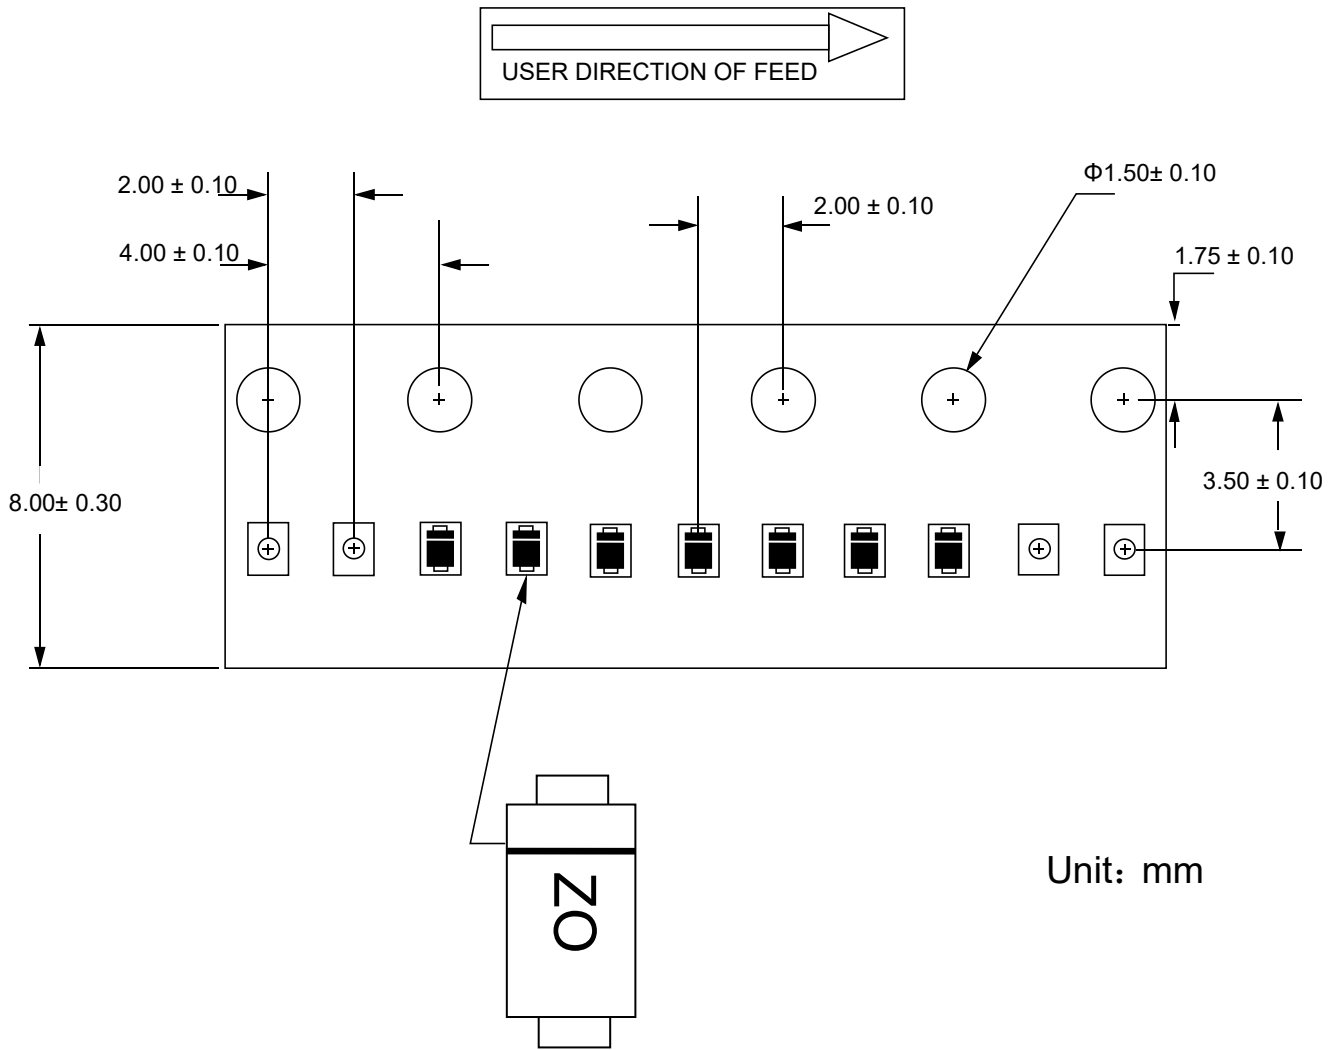 USER DIRECTION OF FEED
2.00 ± 0.10
Φ1.50± 0.10
2.00 ± 0.10
4.00 ± 0.10
1.75 ± 0.10
3.50 ± 0.10
8.00± 0.30
ZO
Unit：mm